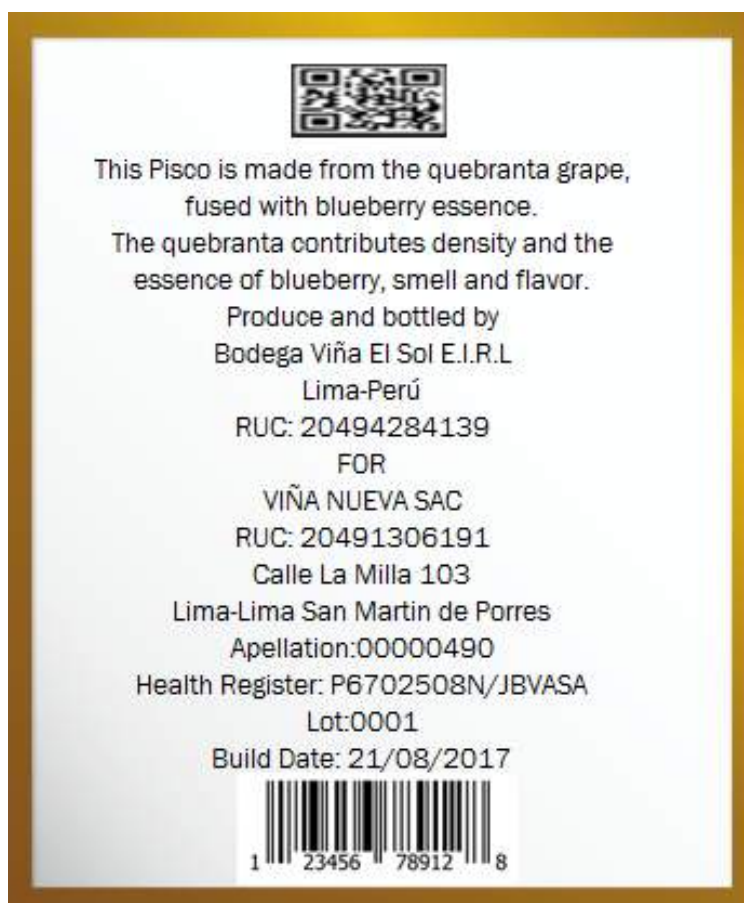 This Pisco is made from the quebranta grape,
fused with blueberry essence.
The quebranta contributes density and the
essence of blueberry, smell and flavor.
Produce and bottled by
Bodega Viña El Sol E.I.R.L
Lima-Perú
RUC: 20494284139
FOR
VIÑA NUEVA SAC
RUC: 20491306191
Calle La Milla 103
Lima-Lima San Martin de Porres
Apellation:00000490
Health Register: P6702508N/JBVASA
Lot:0001
Build Date: 21/08/2017
1 23456 78912 8